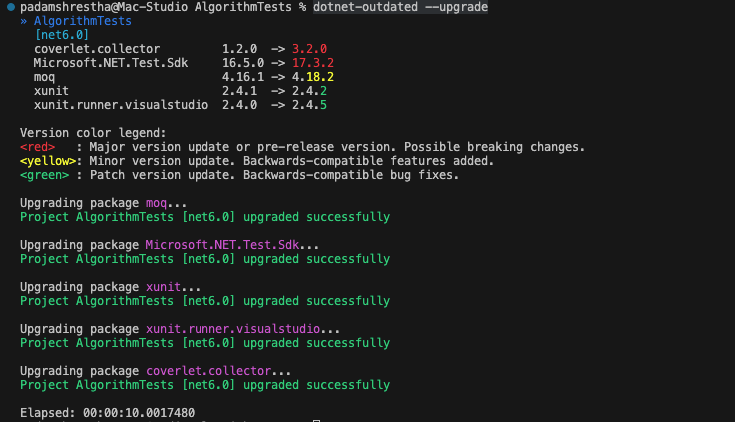 padamshrestha@Mac-Studio AlgorithmTests % dotnet-outdated --upgrade
» AlgorithmTests
[net6.0]
coverlet.collector 1.2.0 -> 3.2.0
Microsoft.NET.Test.Sdk 16.5.0 -> 17.3.2
moq 4.16.1 -> 4.18.2
xunit 2.4.1 -> 2.4.2
xunit.runner.visualstudio 2.4.0 -> 2.4.5
Version color legend:
<red> : Major version update or pre-release version. Possible breaking changes.
<yellow>: Minor version update. Backwards-compatible features added.
<green> : Patch version update. Backwards-compatible bug fixes.
Upgrading package moq...
Project AlgorithmTests [net6.0] upgraded successfully
Upgrading package Microsoft.NET.Test.Sdk...
Project AlgorithmTests [net6.0] upgraded successfully
Upgrading package xunit...
Project AlgorithmTests [net6.0] upgraded successfully
Upgrading package xunit.runner.visualstudio...
Project AlgorithmTests [net6.0] upgraded successfully
Upgrading package coverlet.collector...
Project AlgorithmTests [net6.0] upgraded successfully
Elapsed: 00:00:10.0017480